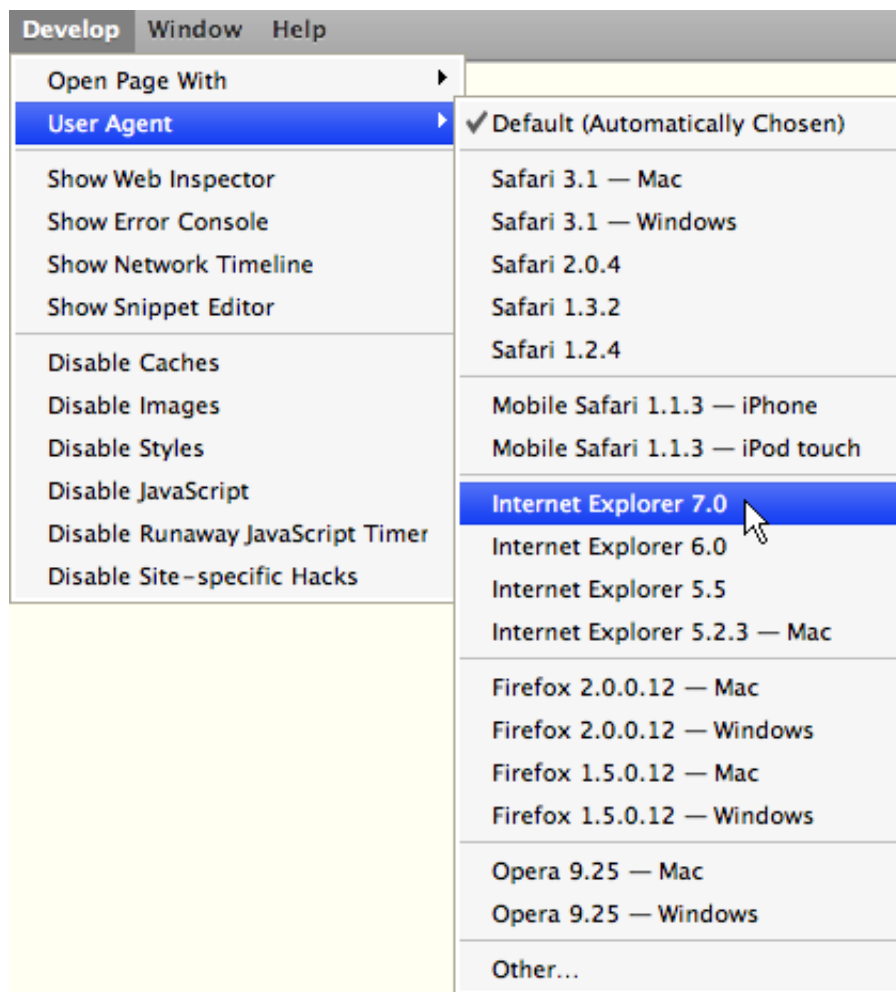 Develop Window Help
Open Page With
User Agent
Show Web Inspector
Show Error Console
Show Network Timeline
Show Snippet Editor
Disable Caches
Disable Images
Disable Styles
Disable JavaScript
Disable Runaway JavaScript Timer
Disable Site-specific Hacks
Default (Automatically Chosen)
Safari 3.1 — Mac
Safari 3.1 — Windows
Safari 2.0.4
Safari 1.3.2
Safari 1.2.4
Mobile Safari 1.1.3 — iPhone
Mobile Safari 1.1.3 — iPod touch
Internet Explorer 7.0
Internet Explorer 6.0
Internet Explorer 5.5
Internet Explorer 5.2.3 — Mac
Firefox 2.0.0.12 — Mac
Firefox 2.0.0.12 — Windows
Firefox 1.5.0.12 — Mac
Firefox 1.5.0.12 — Windows
Opera 9.25 — Mac
Opera 9.25 — Windows
Other...